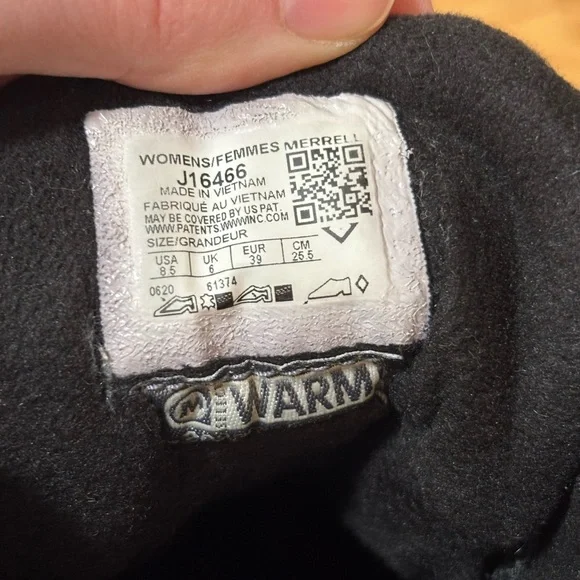 WOMENS/FEMMES MERRELL
J16466
MADE IN VIETNAM
FABRIQUÉ AU VIETNAM
MAY BE COVERED BY US PAT.
WWW.PATENTS.WWWINC.COM
SIZE/GRANDEUR
USA UK EUR CM
8.5 6 39 25.5
0620 61374
M SELECT WARM